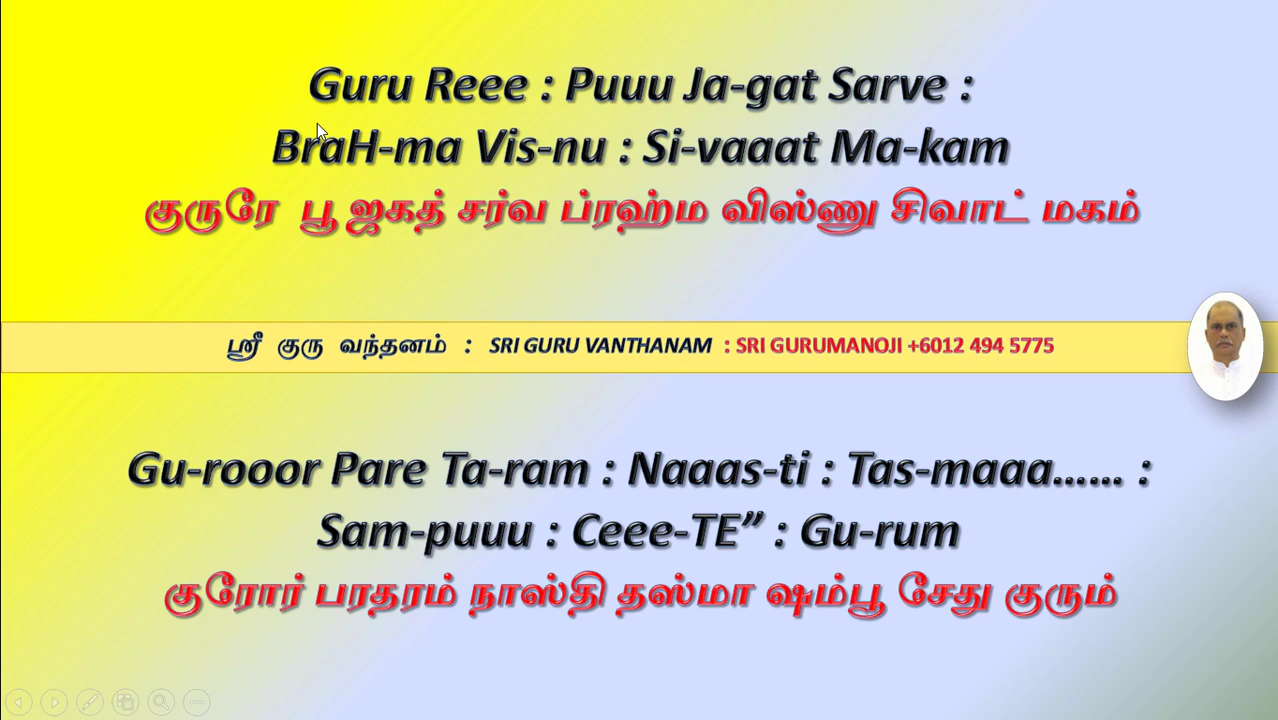 Guru Reee : Puuu Ja-gat Sarve :
BraH-ma Vis-nu : Si-vaaat Ma-kam
குருரே பூ ஜகத் சர்வ ப்ரஹ்ம விஸ்ணு சிவாட் மகம்
ஸ்ரீ குரு வந்தனம் : SRI GURU VANTHANAM : SRI GURUMANOJI +6012 494 5775
Gu-rooor Pare Ta-ram : Naaas-ti : Tas-maaa...... :
Sam-puuu : Ceee-TE” : Gu-rum
குரோர் பரதரம் நாஸ்தி தஸ்மா ஷம்பூ சேது குரும்